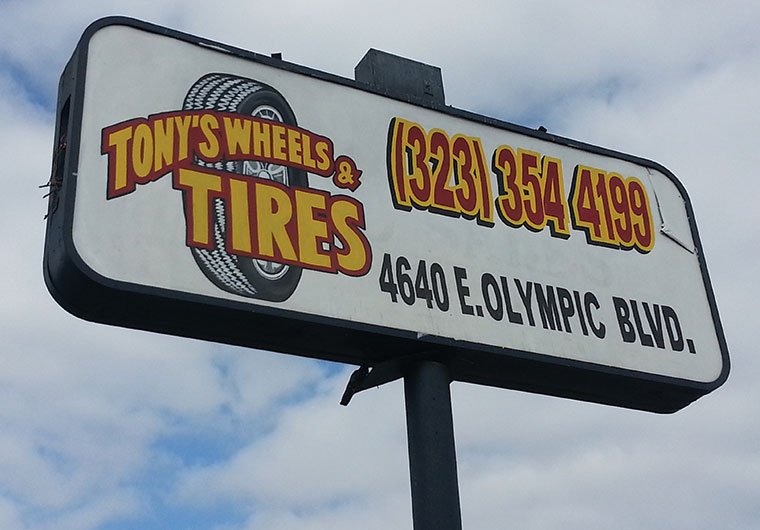 TONY'S WHEELS &
TIRES
(323) 354 4199
4640 E.OLYMPIC BLVD.